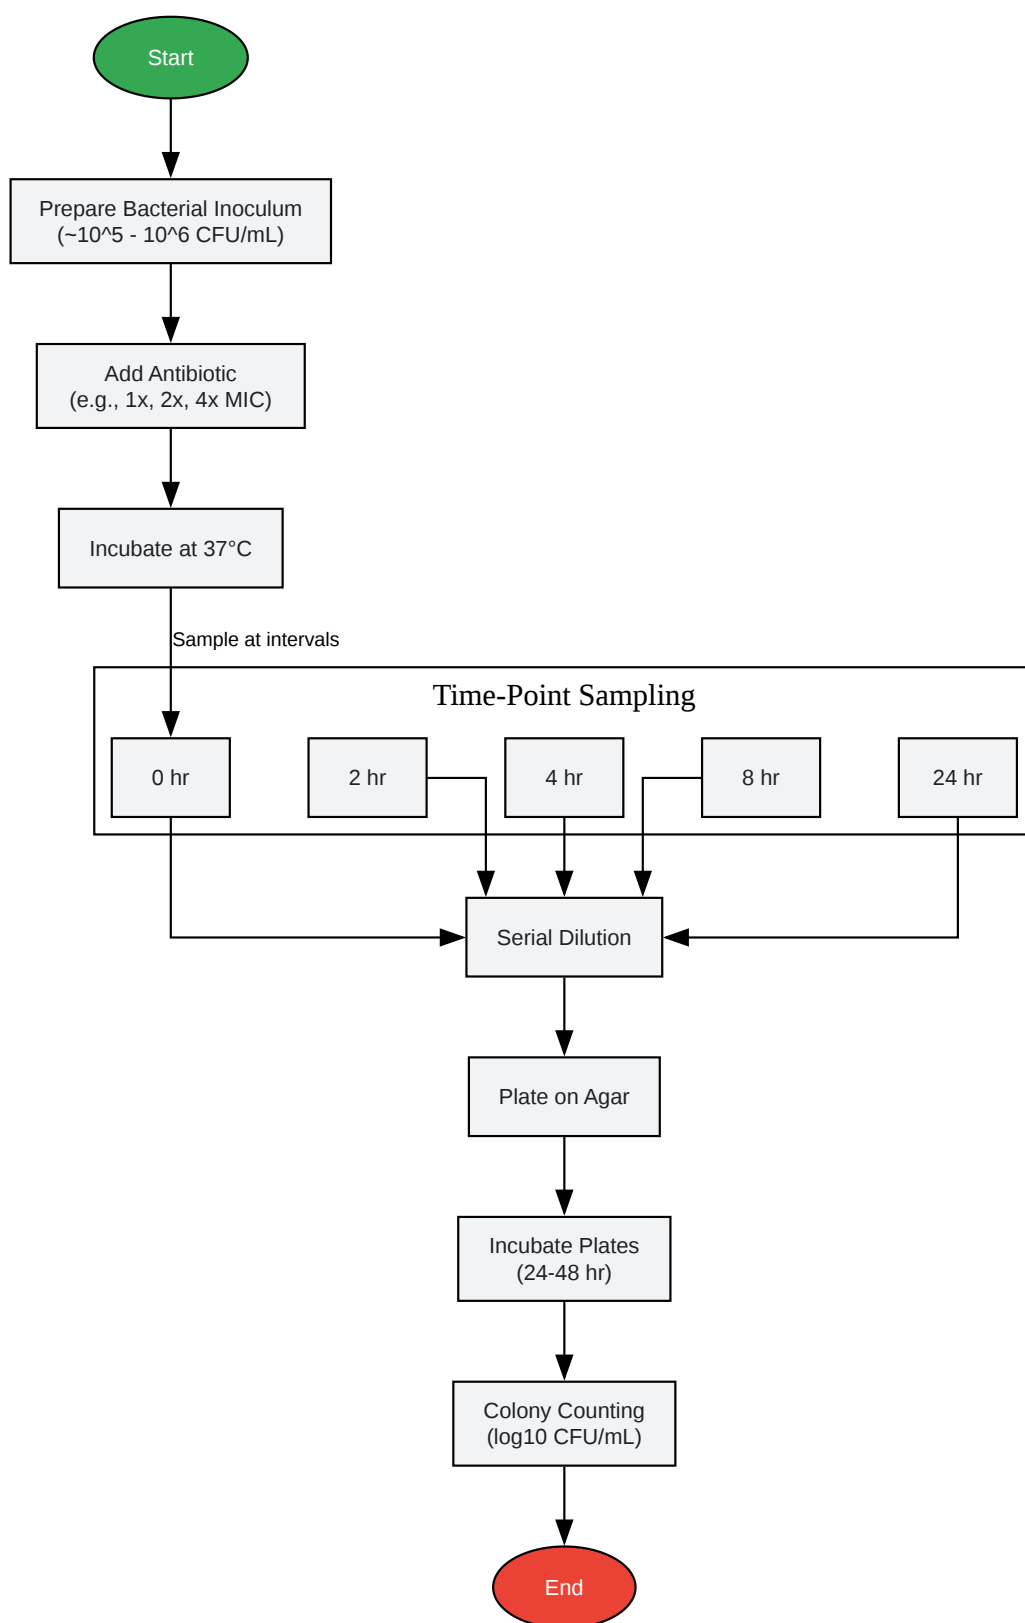 Start
Prepare Bacterial Inoculum
(~10^5 - 10^6 CFU/mL)
Add Antibiotic
(e.g., 1x, 2x, 4x MIC)
Incubate at 37°C
Sample at intervals
Time-Point Sampling
0 hr
2 hr
4 hr
8 hr
24 hr
Serial Dilution
Plate on Agar
Incubate Plates
(24-48 hr)
Colony Counting
(log10 CFU/mL)
End